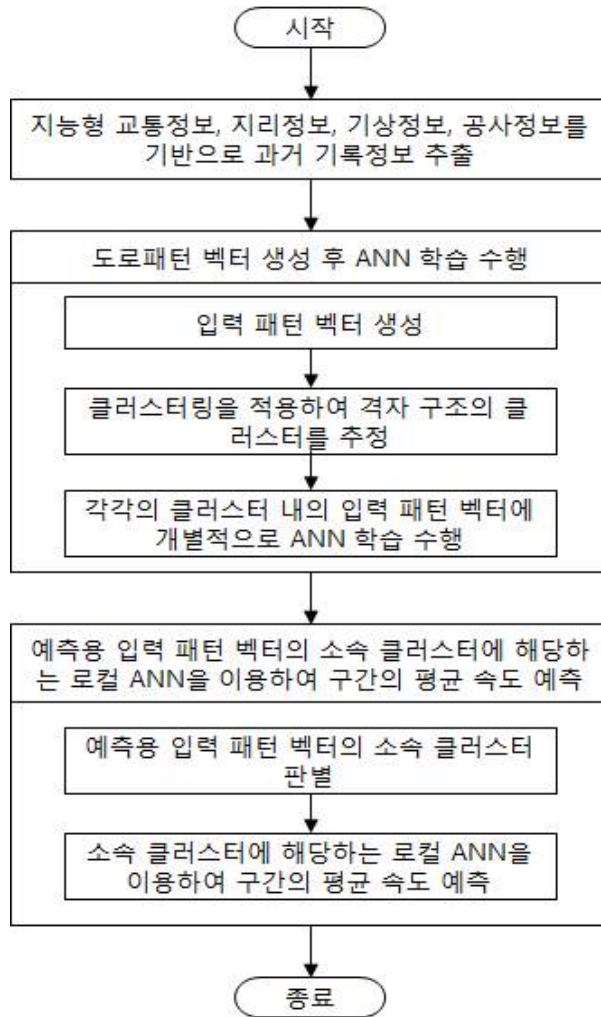 시작
지능형 교통정보, 지리정보, 기상정보, 공사정보를
기반으로 과거 기록정보 추출
도로패턴 벡터 생성 후 ANN 학습 수행
입력 패턴 벡터 생성
클러스터링을 적용하여 격자 구조의 클
러스터를 추정
각각의 클러스터 내의 입력 패턴 벡터에
개별적으로 ANN 학습 수행
예측용 입력 패턴 벡터의 소속 클러스터에 해당하
는 로컬 ANN을 이용하여 구간의 평균 속도 예측
예측용 입력 패턴 벡터의 소속 클러스터
판별
소속 클러스터에 해당하는 로컬 ANN을
이용하여 구간의 평균 속도 예측
종료